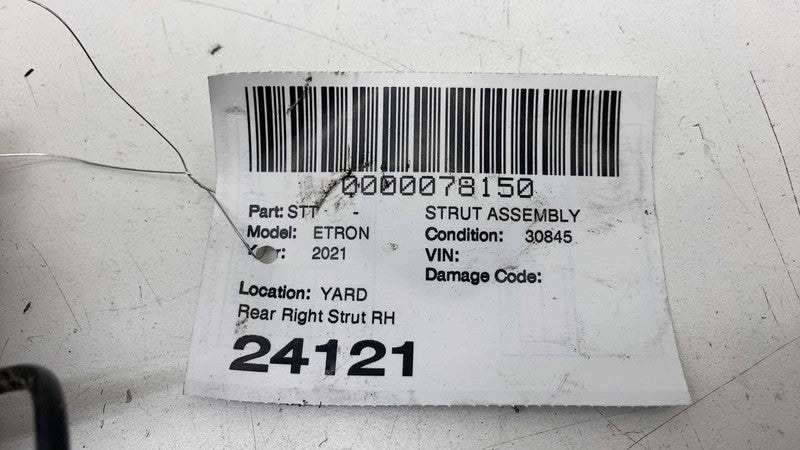 0000078150
Part: STT - STRUT ASSEMBLY
Model: ETRON Condition: 30845
2021 VIN:
Damage Code:
Location: YARD
Rear Right Strut RH
24121